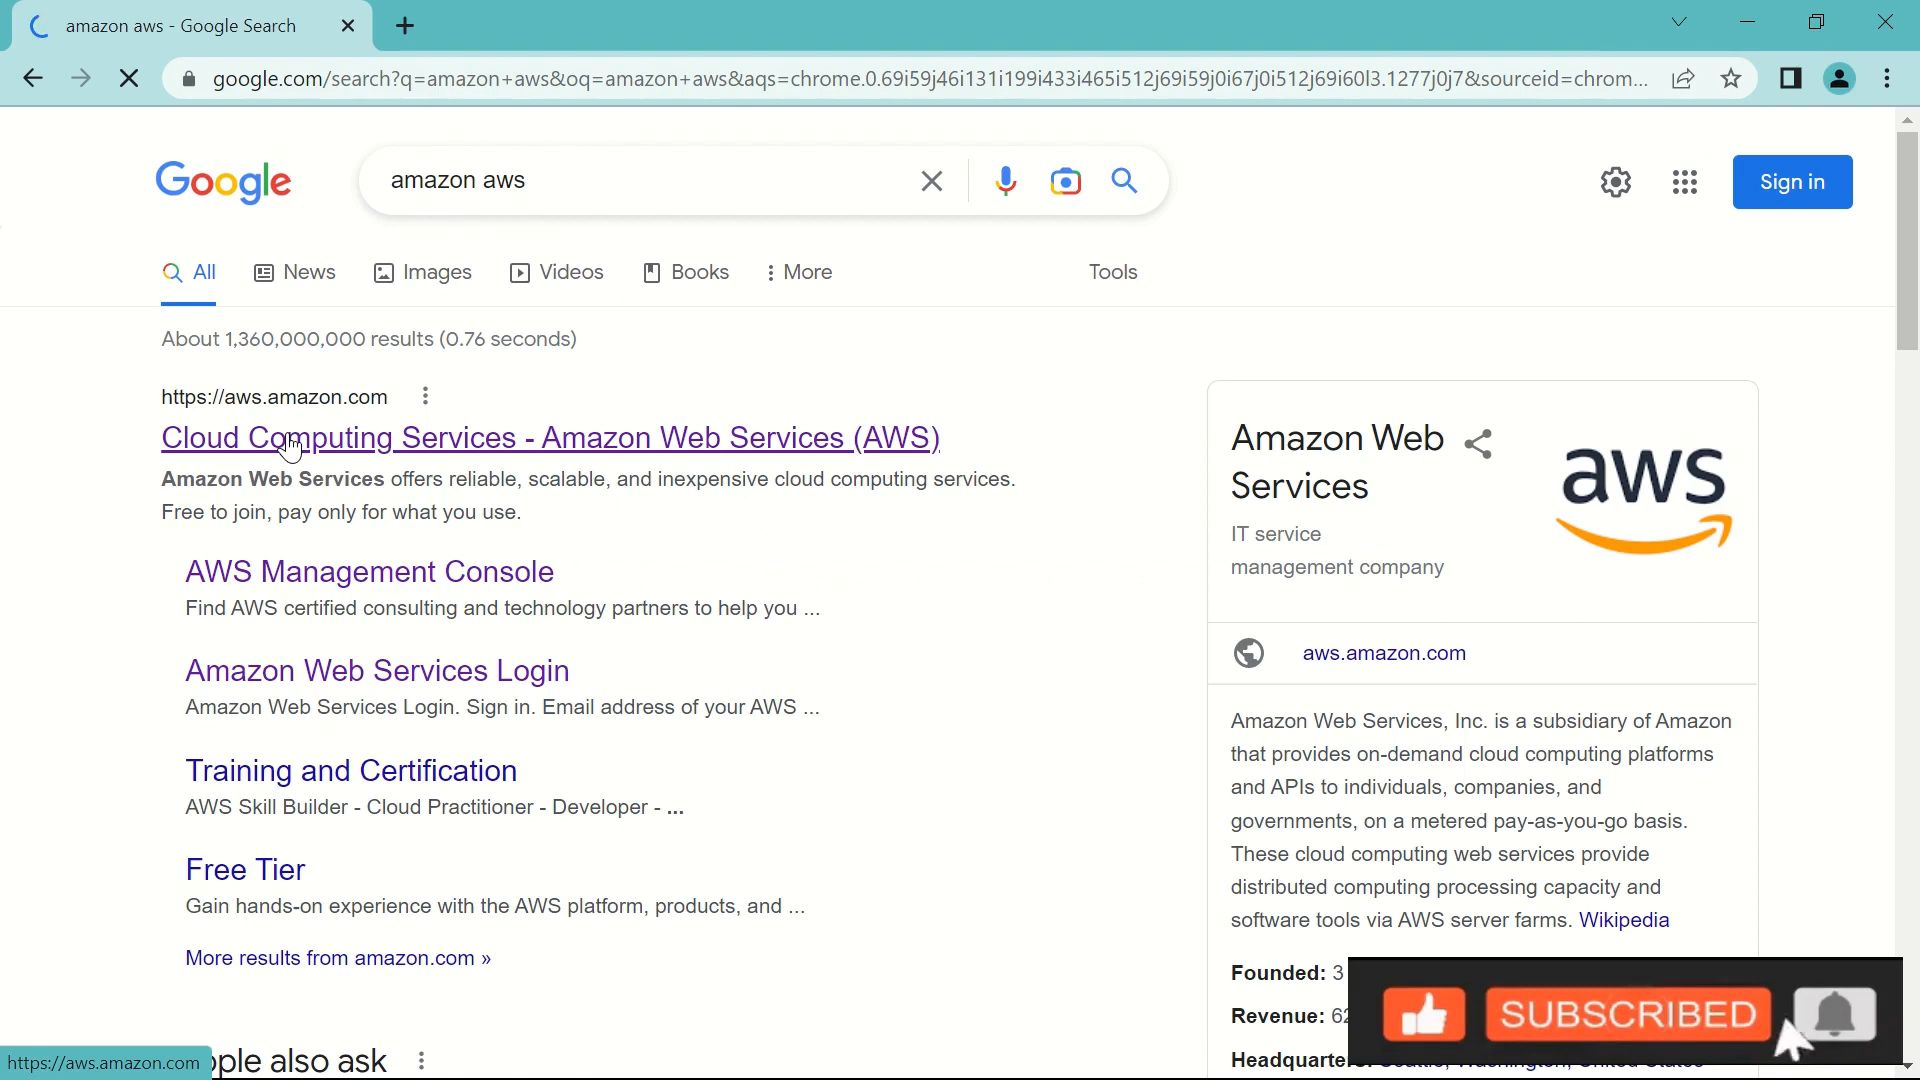 amazon aws - Google Search
google.com/search?q=amazon+aws&oq=amazon+aws&aqs=chrome.0.69i59j46i131i199i433i465i512j69i59j0i67j0i512j69i60l3.1277j0j7&sourceid=chrom...
Google
amazon aws
Sign in
All
News
Images
Videos
Books
More
Tools
About 1,360,000,000 results (0.76 seconds)
https://aws.amazon.com
Cloud Computing Services - Amazon Web Services (AWS)
Amazon Web Services offers reliable, scalable, and inexpensive cloud computing services.
Free to join, pay only for what you use.
AWS Management Console
Find AWS certified consulting and technology partners to help you ...
Amazon Web Services Login
Amazon Web Services Login. Sign in. Email address of your AWS ...
Training and Certification
AWS Skill Builder - Cloud Practitioner - Developer - ...
Free Tier
Gain hands-on experience with the AWS platform, products, and ...
More results from amazon.com »
ople also ask
https://aws.amazon.com
Amazon Web
Services
IT service
management company
aws
aws.amazon.com
Amazon Web Services, Inc. is a subsidiary of Amazon
that provides on-demand cloud computing platforms
and APIs to individuals, companies, and
governments, on a metered pay-as-you-go basis.
These cloud computing web services provide
distributed computing processing capacity and
software tools via AWS server farms. Wikipedia
Founded: 3
Revenue: 62
Headquarte
SUBSCRIBED